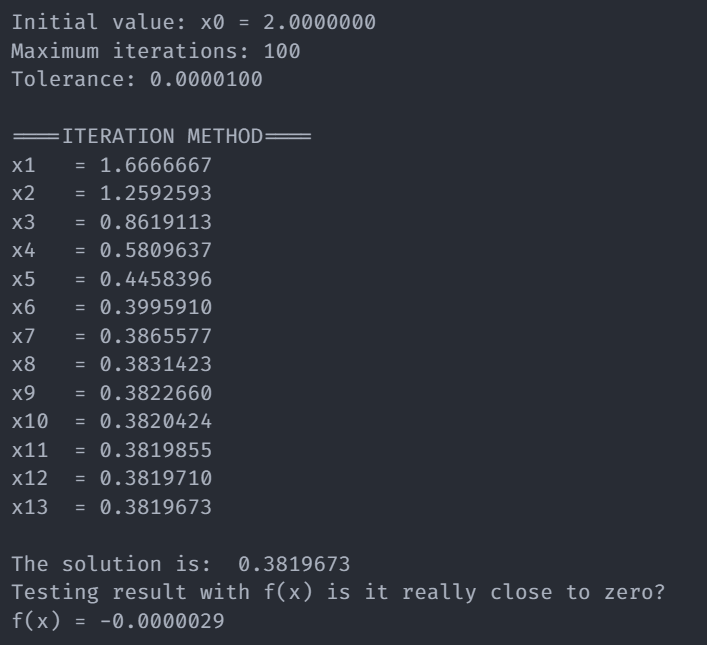 Initial value: x0 = 2.0000000
Maximum iterations: 100
Tolerance: 0.0000100
====ITERATION METHOD====
x1 = 1.6666667
x2 = 1.2592593
x3 = 0.8619113
x4 = 0.5809637
x5 = 0.4458396
x6 = 0.3995910
x7 = 0.3865577
x8 = 0.3831423
x9 = 0.3822660
x10 = 0.3820424
x11 = 0.3819855
x12 = 0.3819710
x13 = 0.3819673
The solution is: 0.3819673
Testing result with f(x) is it really close to zero?
f(x) = -0.0000029